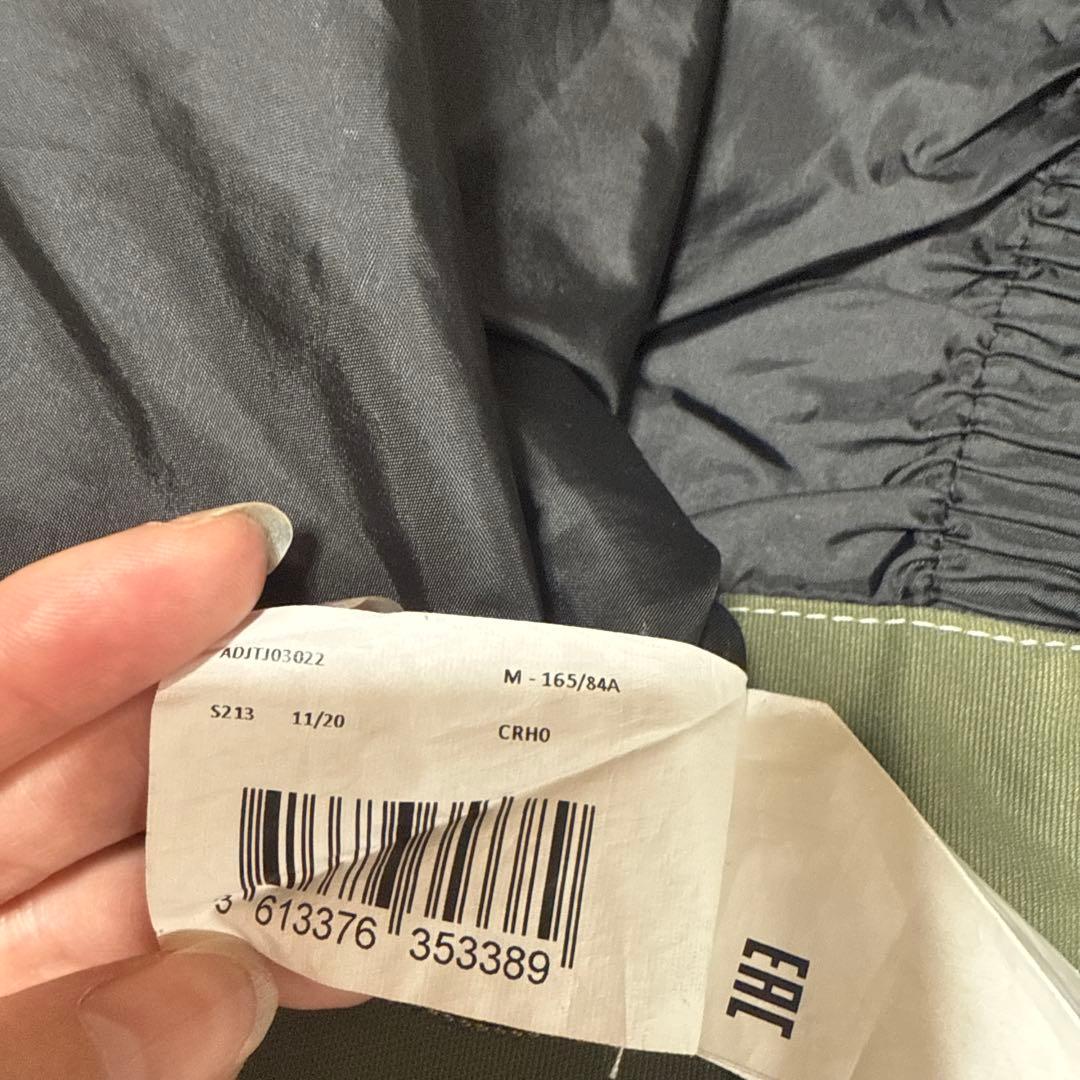 ADJTJ03022
M - 165/84A
S213 11/20
CRH0
3 613376 353389
EAC